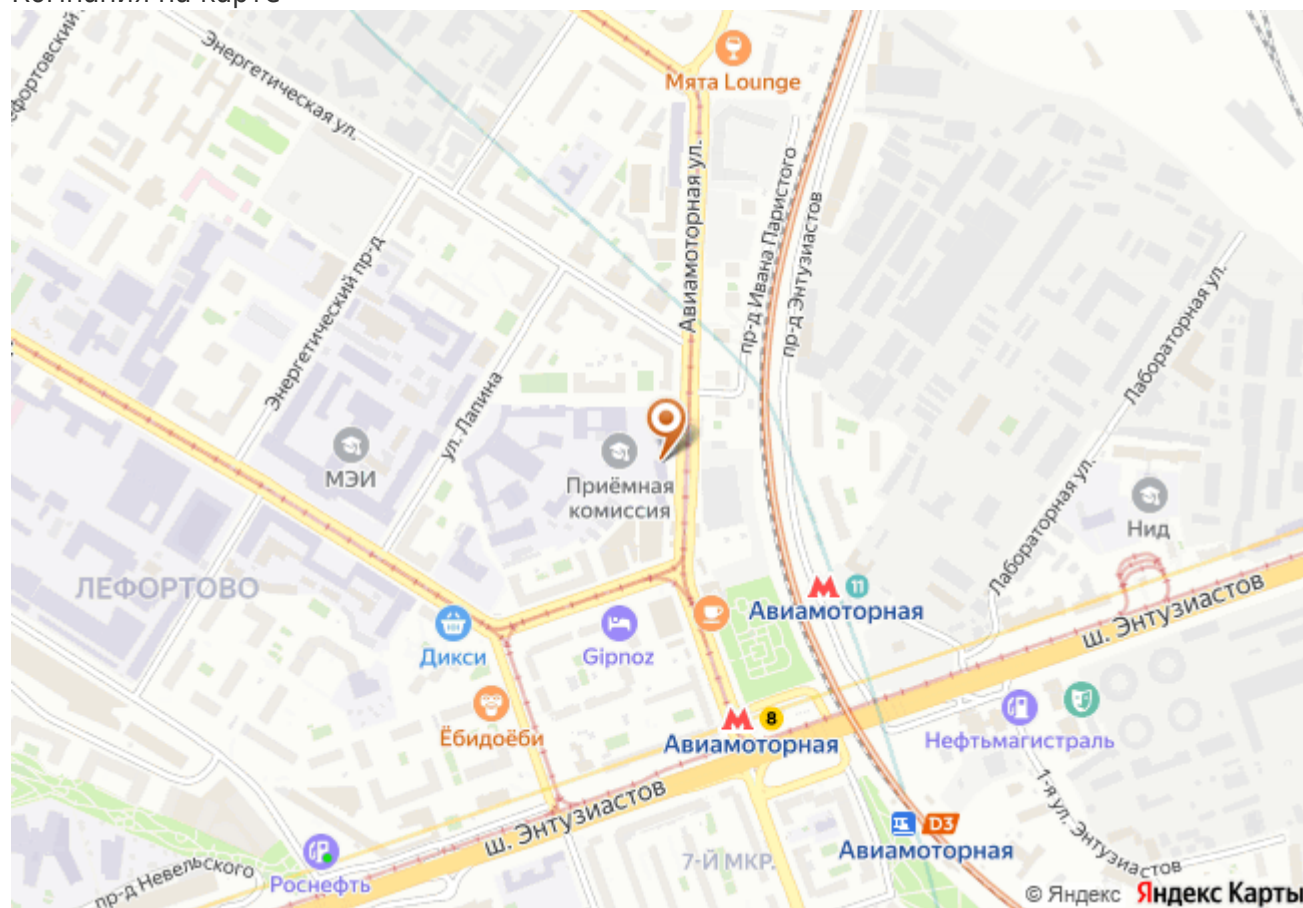 Энергетическая ул.
Мята Lounge
Авиамоторная ул.
пр-д Ивана Паристого
пр-д Энтузиастов
Лабораторная ул.
Энергетический пр-д
ул. Лапина
МЭИ
Приёмная
комиссия
Лабораторная ул.
Нид
ЛЕФОРТОВО
11
Авиамоторная
ш. Энтузиастов
Дикси
Gipnoz
Ёбидоёби
8
Авиамоторная
Нефтьмагистраль
ш. Энтузиастов
1-я ул. Энтузиастов
D3
Авиамоторная
7-Й МКР.
пр-д Невельского
Роснефть
© Яндекс Яндекс Карты